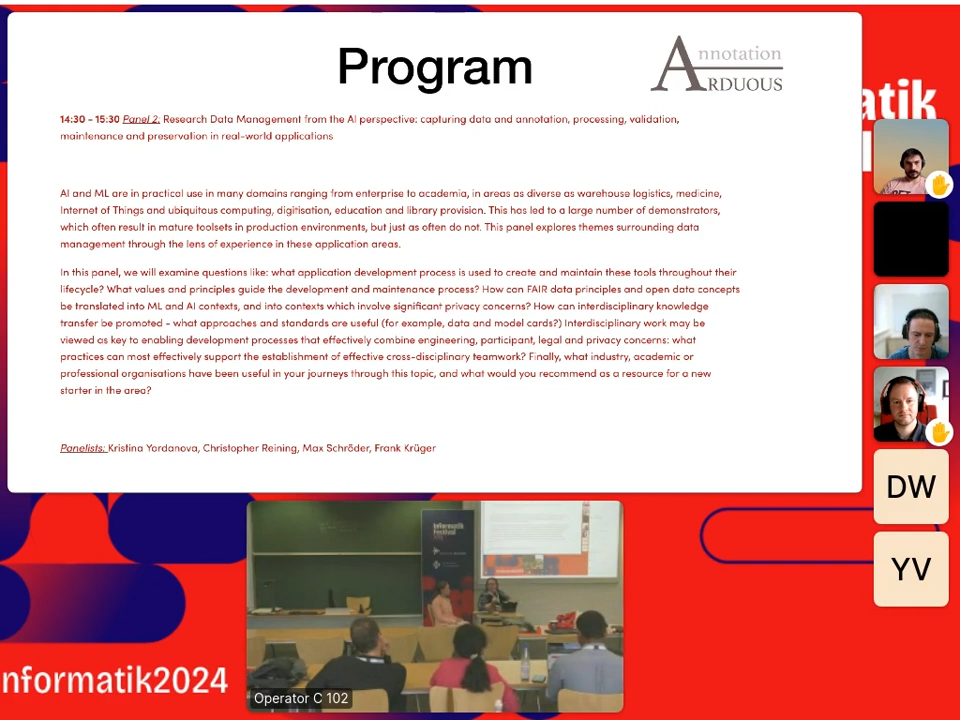 Program
Annotation
ARDUOUS
14:30 - 15:30 Panel 2: Research Data Management from the AI perspective: capturing data and annotation, processing, validation,
maintenance and preservation in real-world applications
AI and ML are in practical use in many domains ranging from enterprise to academia, in areas as diverse as warehouse logistics, medicine,
Internet of Things and ubiquitous computing, digitisation, education and library provision. This has led to a large number of demonstrators,
which often result in mature toolsets in production environments, but just as often do not. This panel explores themes surrounding data
management through the lens of experience in these application areas.
In this panel, we will examine questions like: what application development process is used to create and maintain these tools throughout their
lifecycle? What values and principles guide the development and maintenance process? How can FAIR data principles and open data concepts
be translated into ML and AI contexts, and into contexts which involve significant privacy concerns? How can interdisciplinary knowledge
transfer be promoted - what approaches and standards are useful (for example, data and model cards?) Interdisciplinary work may be
viewed as key to enabling development processes that effectively combine engineering, participant, legal and privacy concerns: what
practices can most effectively support the establishment of effective cross-disciplinary teamwork? Finally, what industry, academic or
professional organisations have been useful in your journeys through this topic, and what would you recommend as a resource for a new
starter in the area?
Panelists: Kristina Yordanova, Christopher Reining, Max Schröder, Frank Krüger
atik
DW
YV
Informatik
Festival
Operator C 102
nformatik2024